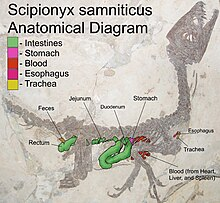 Scipionyx samniticus
Anatomical Diagram
- Intestines
- Stomach
- Blood
- Esophagus
- Trachea
Feces
Jejunum
Duodenum
Stomach
Rectum
Esophagus
Trachea
Blood (from Heart,
Liver, and Spleen)